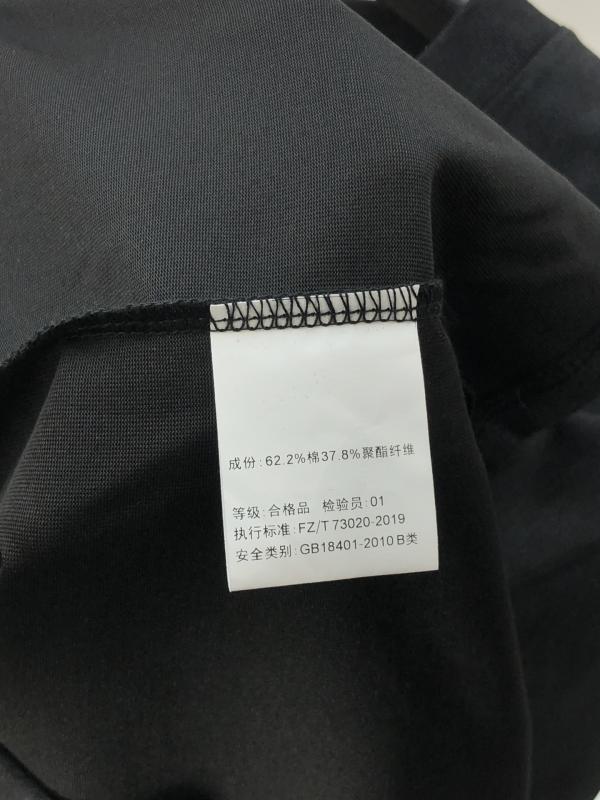 成份:62.2%棉37.8%聚酯纤维
等级:合格品 检验员:01
执行标准:FZ/T 73020-2019
安全类别:GB18401-2010 B类